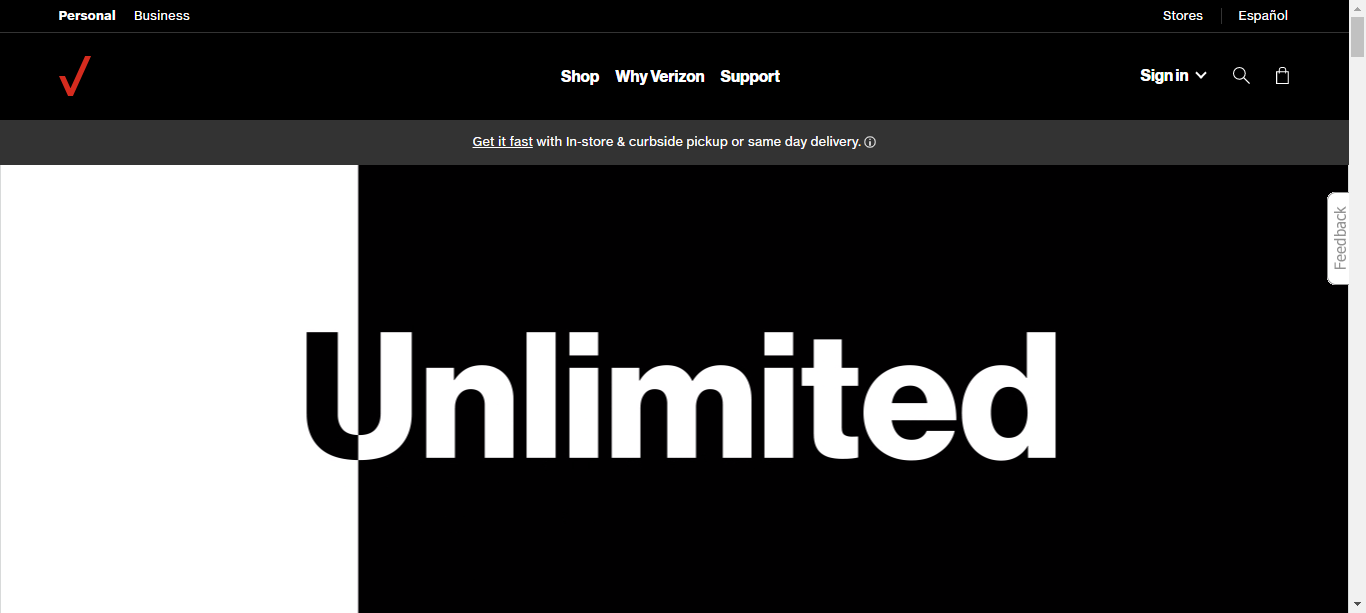 Personal Business Stores Español
Shop Why Verizon Support Sign in
Get it fast with In-store & curbside pickup or same day delivery.
Feedback
Unlimited